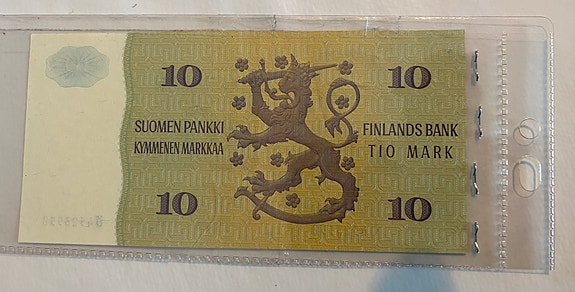 10 10
SUOMEN PANKKI FINLANDS BANK
KYMMENEN MARKKAA TIO MARK
10 10